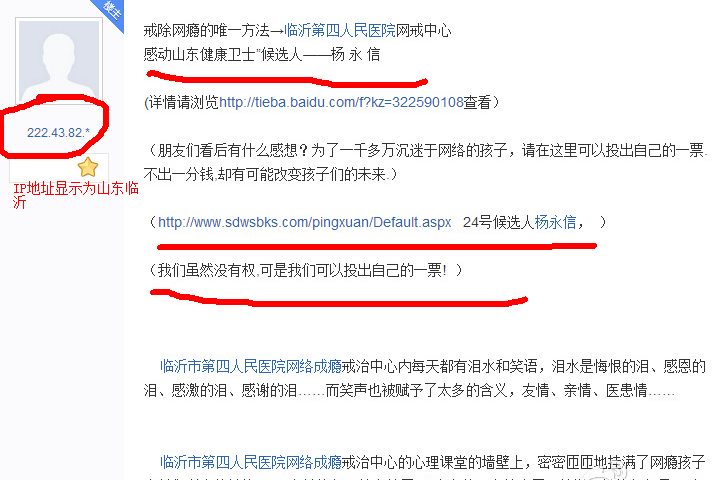 楼主
222.43.82.*
IP地址显示为山东临
沂
戒除网瘾的唯一方法→临沂市第四人民医院网戒中心
感动山东健康卫士”候选人——杨 永 信
(详情请浏览http://tieba.baidu.com/f?kz=322590108查看）
（朋友们看后有什么感想？为了一千多万沉迷于网络的孩子，请在这里可以投出自己的一票.
不出一分钱,却有可能改变孩子们的未来.）
（http://www.sdwsbks.com/pingxuan/Default.aspx 24号候选人杨永信， ）
（我们虽然没有权,可是我们可以投出自己的一票！）
临沂市第四人民医院网络成瘾戒治中心内每天都有泪水和笑语，泪水是悔恨的泪、感恩的
泪、感激的泪、感谢的泪……而笑声也被赋予了太多的含义，友情、亲情、医患情……
临沂市第四人民医院网络成瘾戒治中心的心理课堂的墙壁上，密密匝匝地挂满了网瘾孩子